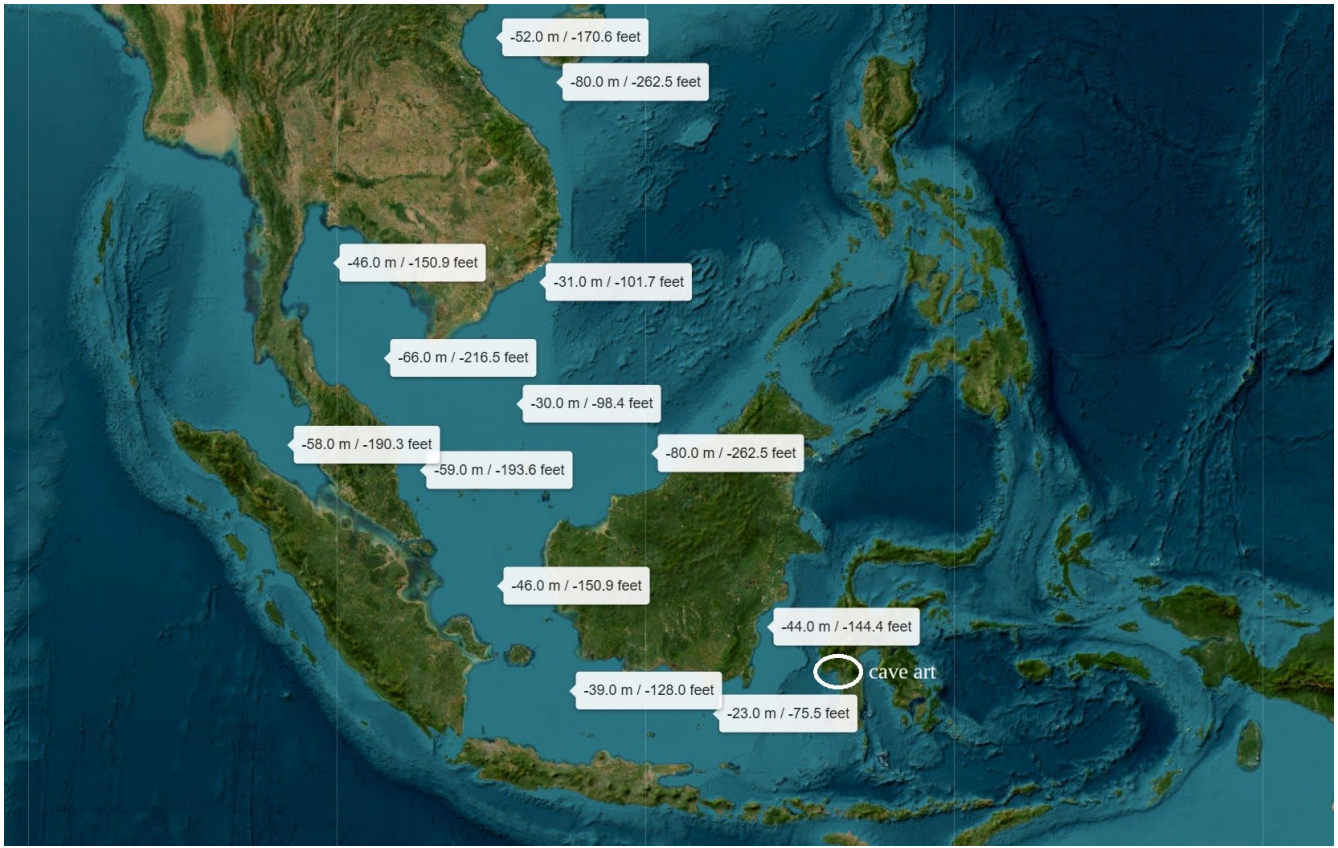 -52.0 m / -170.6 feet
-80.0 m / -262.5 feet
-46.0 m / -150.9 feet
-31.0 m / -101.7 feet
-66.0 m / -216.5 feet
-30.0 m / -98.4 feet
-58.0 m / -190.3 feet
-80.0 m / -262.5 feet
-59.0 m / -193.6 feet
-46.0 m / -150.9 feet
-44.0 m / -144.4 feet
cave art
-39.0 m / -128.0 feet
-23.0 m / -75.5 feet